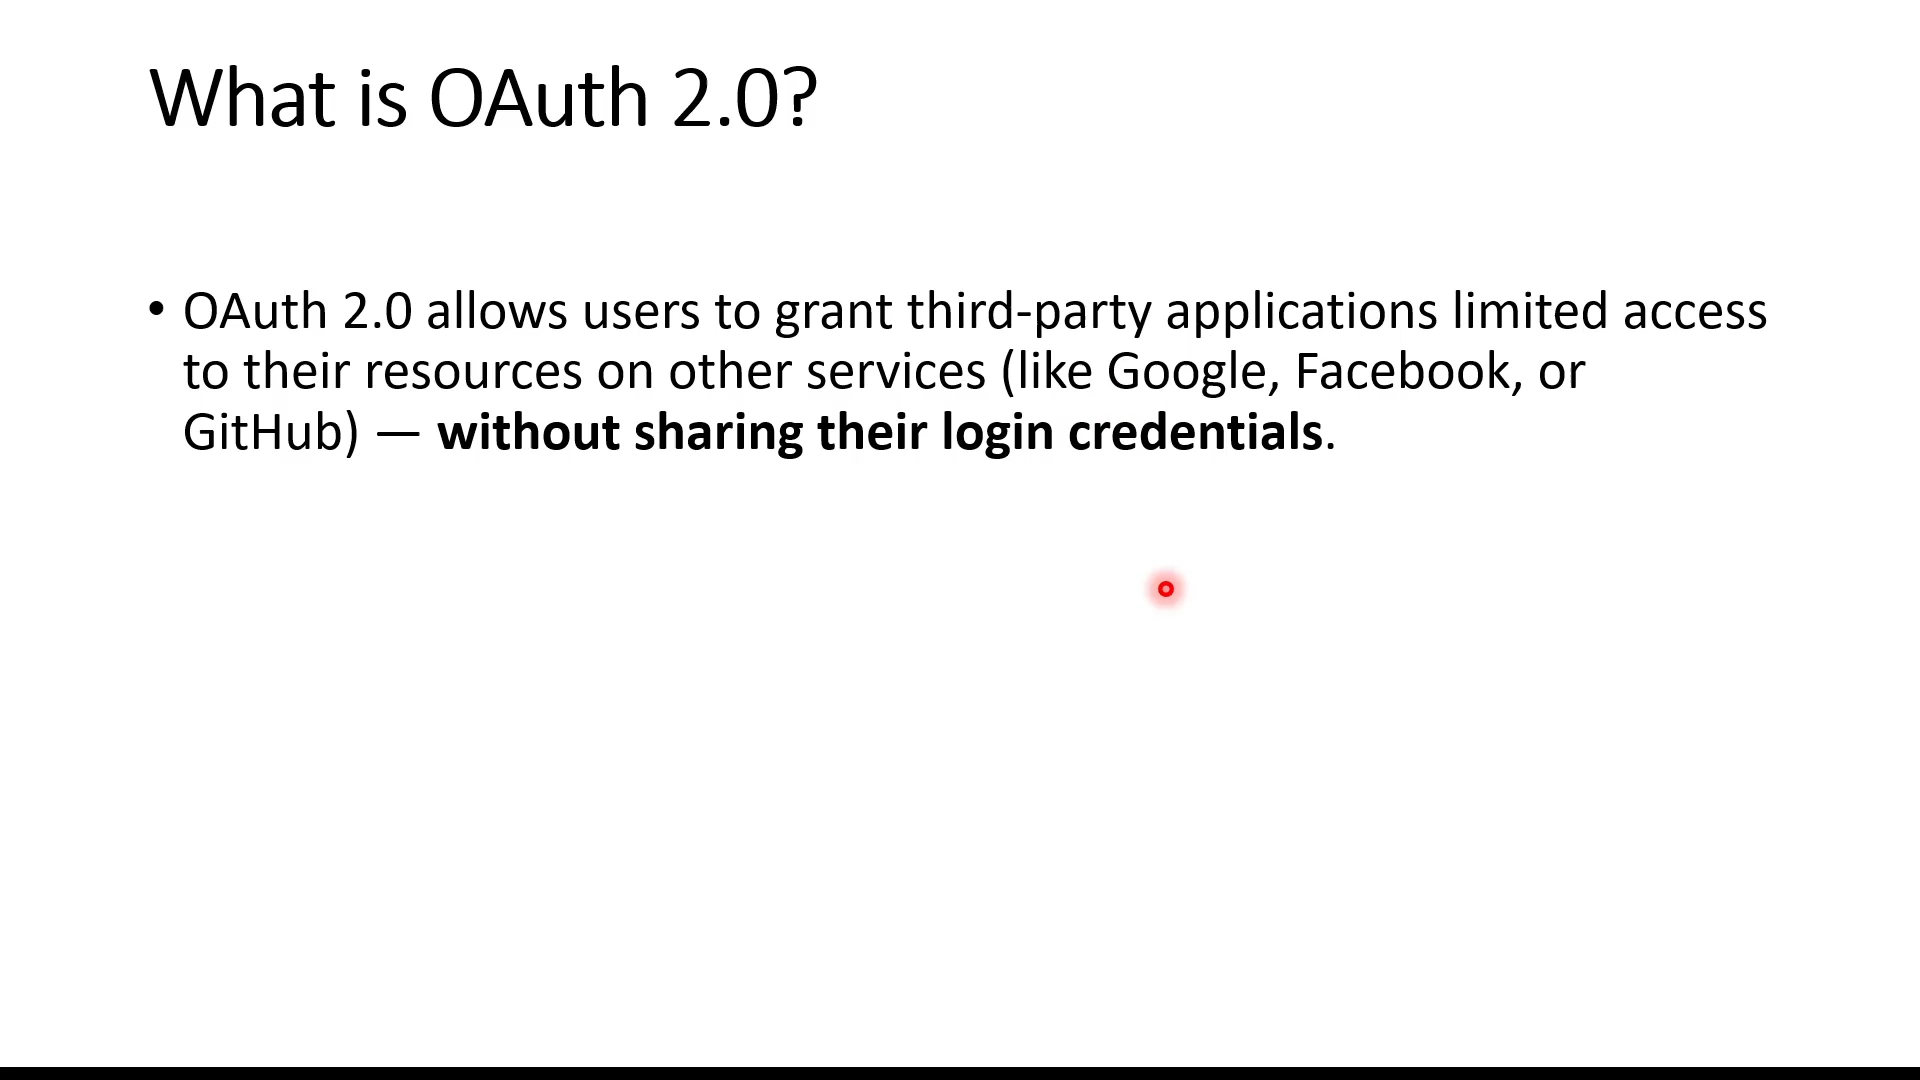 What is OAuth 2.0?
• OAuth 2.0 allows users to grant third-party applications limited access
to their resources on other services (like Google, Facebook, or
GitHub) — without sharing their login credentials.